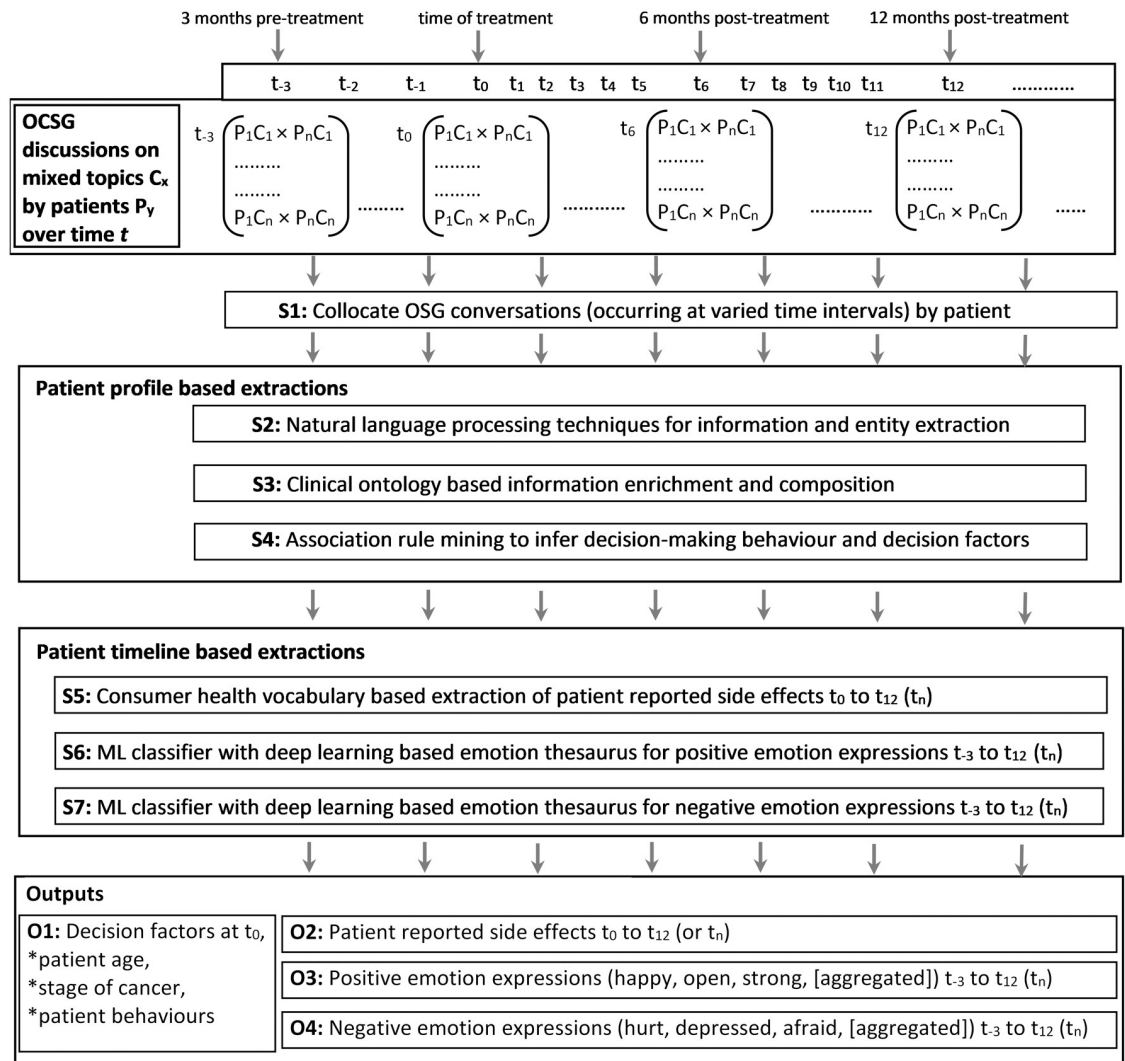 3 months pre-treatment time of treatment 6 months post-treatment 12 months post-treatment
t-3 t-2 t-1 t0 t1 t2 t3 t4 t5 t6 t7 t8 t9 t10 t11 t12 …………
OCSG
discussions on
mixed topics Cx
by patients Py
over time t
t-3
P1C1 × PnC1
………
………
P1Cn × PnCn
………
t0
P1C1 × PnC1
………
………
P1Cn × PnCn
…………
t6
P1C1 × PnC1
………
………
P1Cn × PnCn
…………
t12
P1C1 × PnC1
………
………
P1Cn × PnCn
……
S1: Collocate OSG conversations (occurring at varied time intervals) by patient
Patient profile based extractions
S2: Natural language processing techniques for information and entity extraction
S3: Clinical ontology based information enrichment and composition
S4: Association rule mining to infer decision-making behaviour and decision factors
Patient timeline based extractions
S5: Consumer health vocabulary based extraction of patient reported side effects t0 to t12 (tn)
S6: ML classifier with deep learning based emotion thesaurus for positive emotion expressions t-3 to t12 (tn)
S7: ML classifier with deep learning based emotion thesaurus for negative emotion expressions t-3 to t12 (tn)
Outputs
O1: Decision factors at t0,
*patient age,
*stage of cancer,
*patient behaviours
O2: Patient reported side effects t0 to t12 (or tn)
O3: Positive emotion expressions (happy, open, strong, [aggregated]) t-3 to t12 (tn)
O4: Negative emotion expressions (hurt, depressed, afraid, [aggregated]) t-3 to t12 (tn)